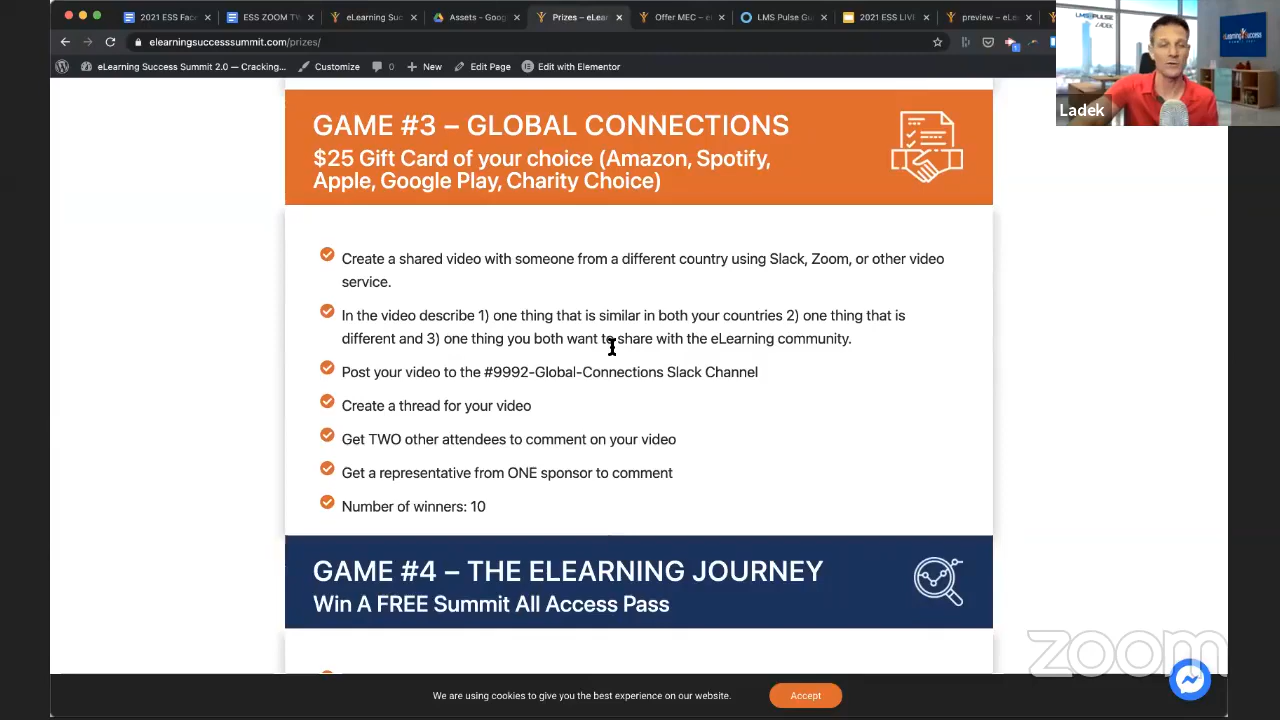 2021 ESS Fac
ESS ZOOM TW
eLearning Suc
Assets - Goog
Prizes – eLear
Offer MEC – e
LMS Pulse Gu
2021 ESS LIVI
preview – eLe
elearningsuccesssummit.com/prizes/
eLearning Success Summit 2.0 — Cracking...
Customize
0
New
Edit Page
Edit with Elementor
LMS PULSE
LADEK
eLearning Success
Ladek
GAME #3 – GLOBAL CONNECTIONS
$25 Gift Card of your choice (Amazon, Spotify,
Apple, Google Play, Charity Choice)
Create a shared video with someone from a different country using Slack, Zoom, or other video
service.
In the video describe 1) one thing that is similar in both your countries 2) one thing that is
different and 3) one thing you both want to share with the eLearning community.
Post your video to the #9992-Global-Connections Slack Channel
Create a thread for your video
Get TWO other attendees to comment on your video
Get a representative from ONE sponsor to comment
Number of winners: 10
GAME #4 – THE ELEARNING JOURNEY
Win A FREE Summit All Access Pass
zoom
We are using cookies to give you the best experience on our website.
Accept